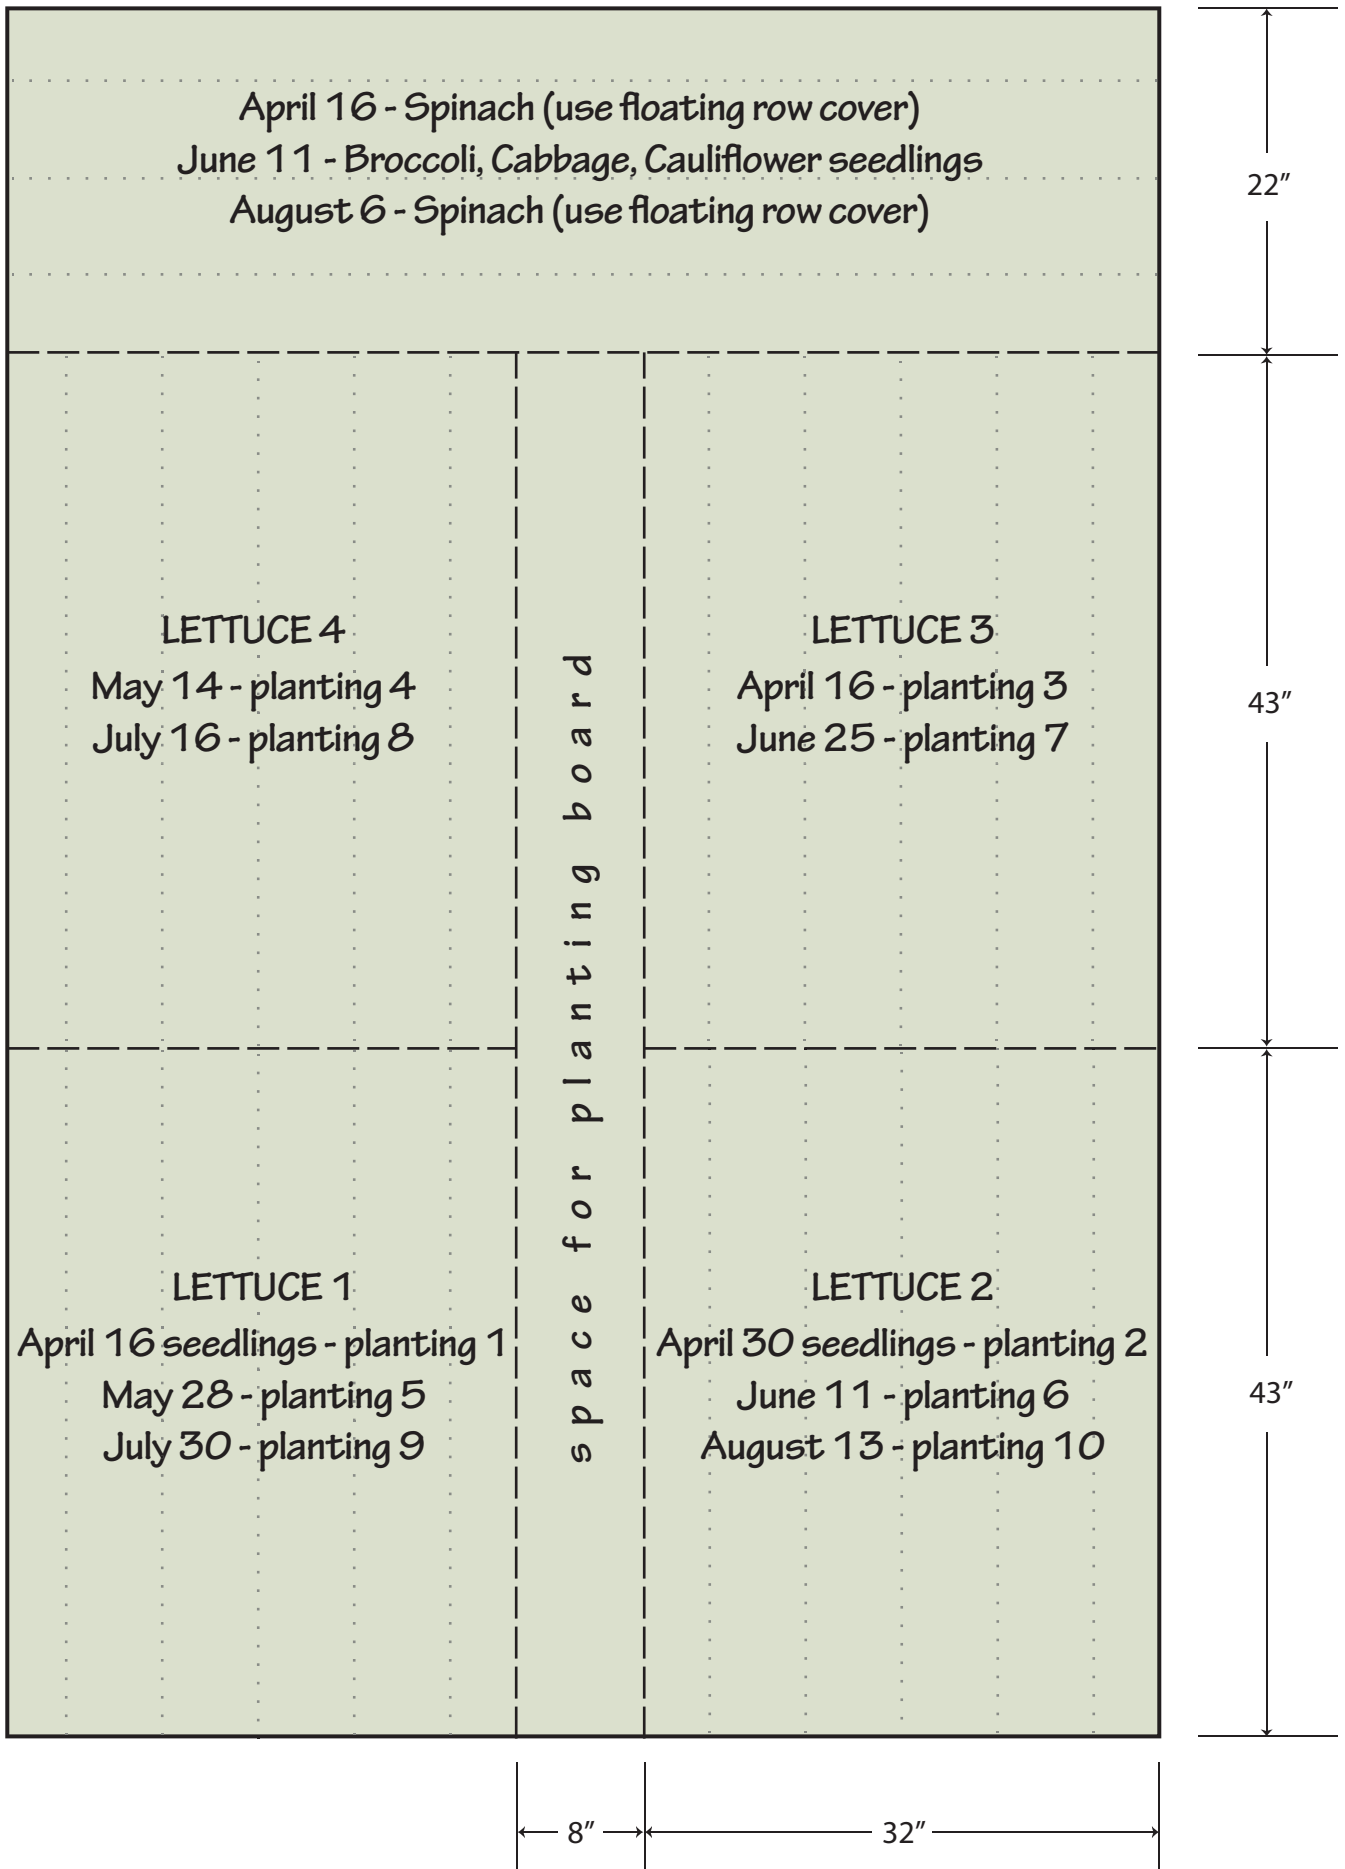 April 16 - Spinach (use floating row cover)
June 11 - Broccoli, Cabbage, Cauliflower seedlings
August 6 - Spinach (use floating row cover)
22”
LETTUCE 4
May 14 - planting 4
July 16 - planting 8
LETTUCE 3
April 16 - planting 3
June 25 - planting 7
43”
space for planting board
LETTUCE 1
April 16 seedlings - planting 1
May 28 - planting 5
July 30 - planting 9
LETTUCE 2
April 30 seedlings - planting 2
June 11 - planting 6
August 13 - planting 10
43”
8”
32”